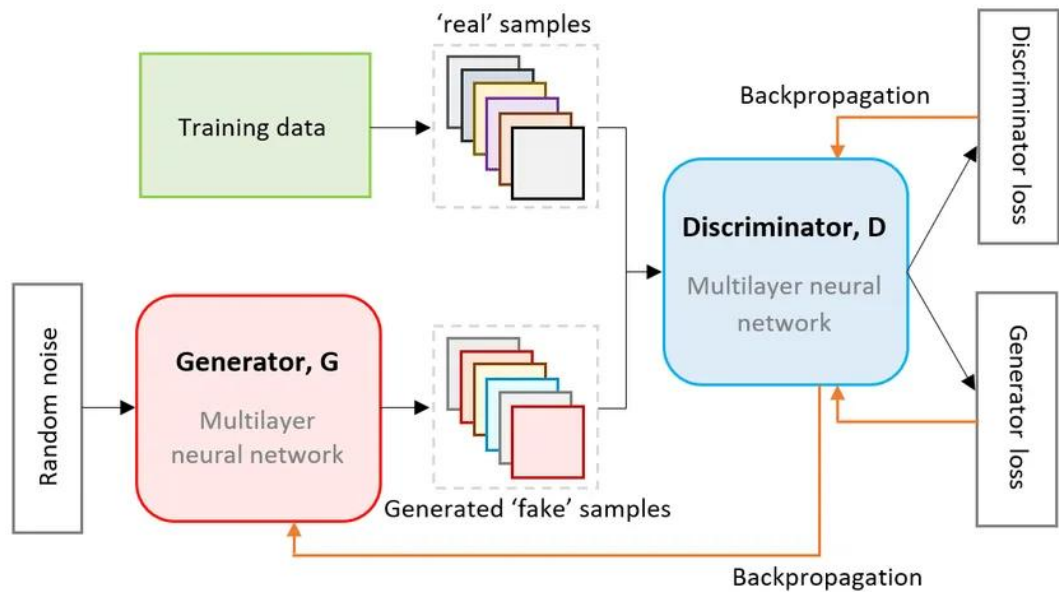 ‘real’ samples
Training data
Backpropagation
Discriminator loss
Discriminator, D
Multilayer neural
network
Random noise
Generator, G
Multilayer
neural network
Generated ‘fake’ samples
Generator loss
Backpropagation